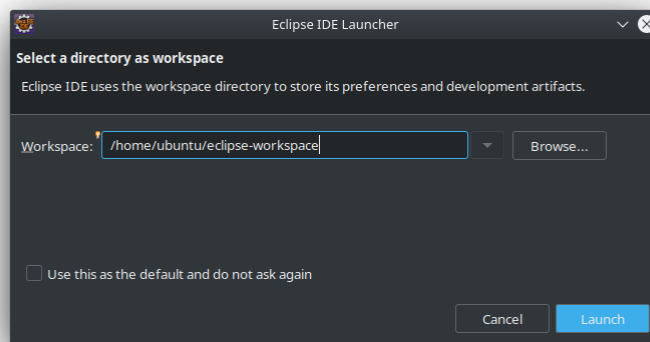 Eclipse IDE Launcher
Select a directory as workspace
Eclipse IDE uses the workspace directory to store its preferences and development artifacts.
Workspace: /home/ubuntu/eclipse-workspace Browse...
Use this as the default and do not ask again
Cancel Launch